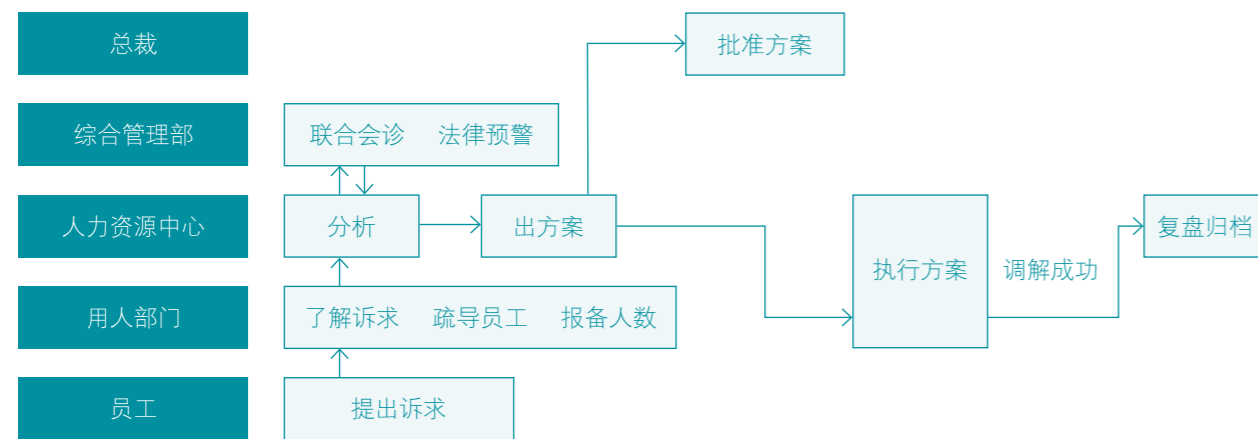 总裁
批准方案
综合管理部
联合会诊 法律预警
人力资源中心
分析
出方案
复盘归档
执行方案
调解成功
用人部门
了解诉求 疏导员工 报备人数
员工
提出诉求